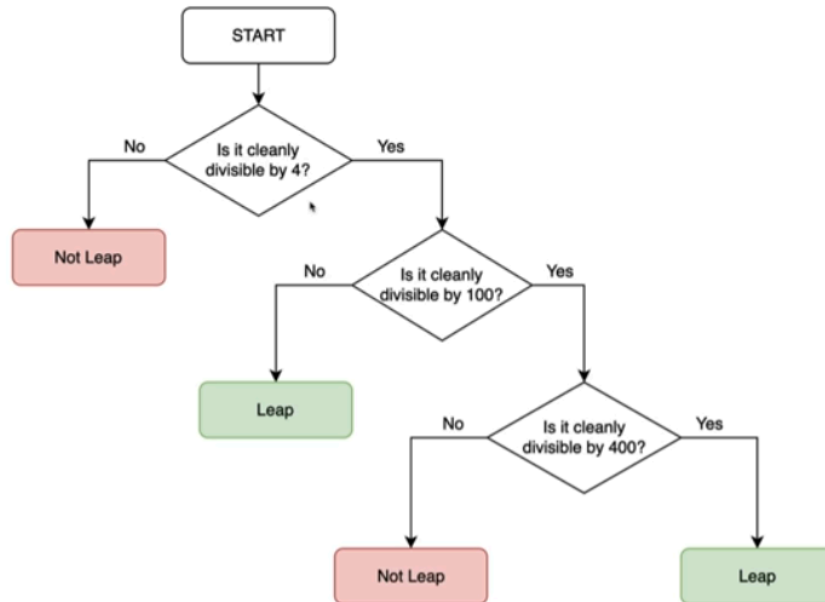 START
No
Is it cleanly
divisible by 4?
Yes
Not Leap
No
Is it cleanly
divisible by 100?
Yes
Leap
No
Is it cleanly
divisible by 400?
Yes
Not Leap
Leap